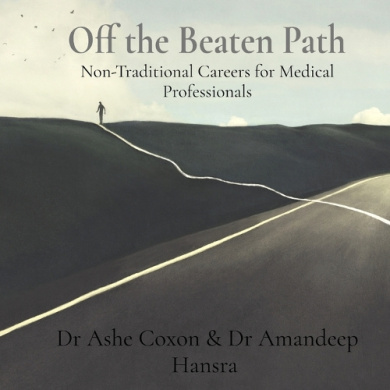 Off the Beaten Path
Non-Traditional Careers for Medical
Professionals
Dr Ashe Coxon & Dr Amandeep
Hansra